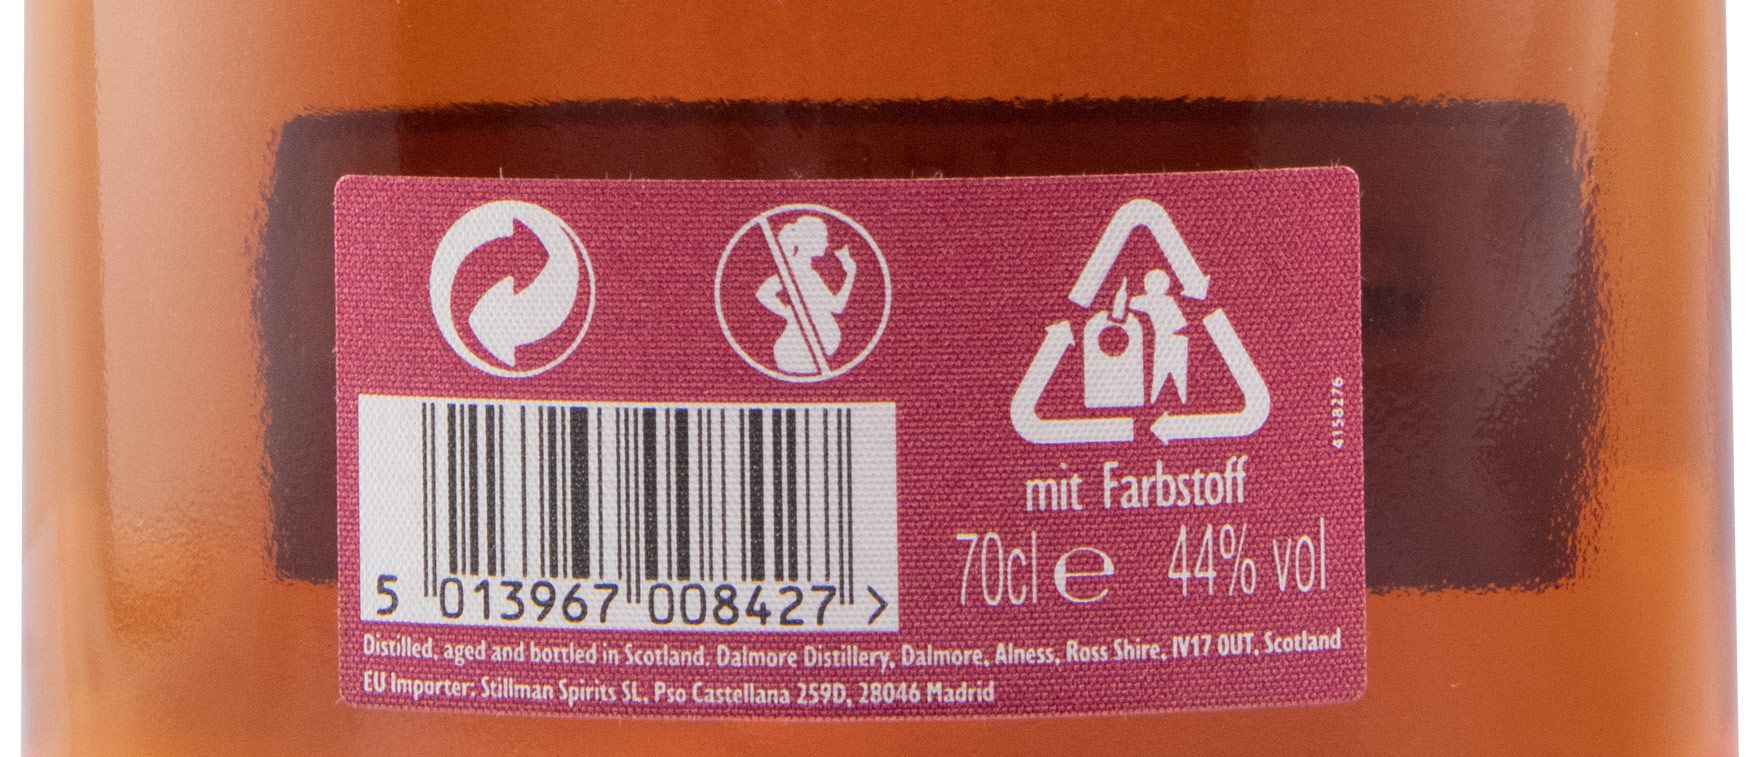 4158276
mit Farbstoff
70cl e 44% vol
5 013967 008427 >
Distilled, aged and bottled in Scotland. Dalmore Distillery, Dalmore, Alness, Ross Shire, IV17 0UT, Scotland
EU Importer: Stillman Spirits SL, Pso Castellana 259D, 28046 Madrid